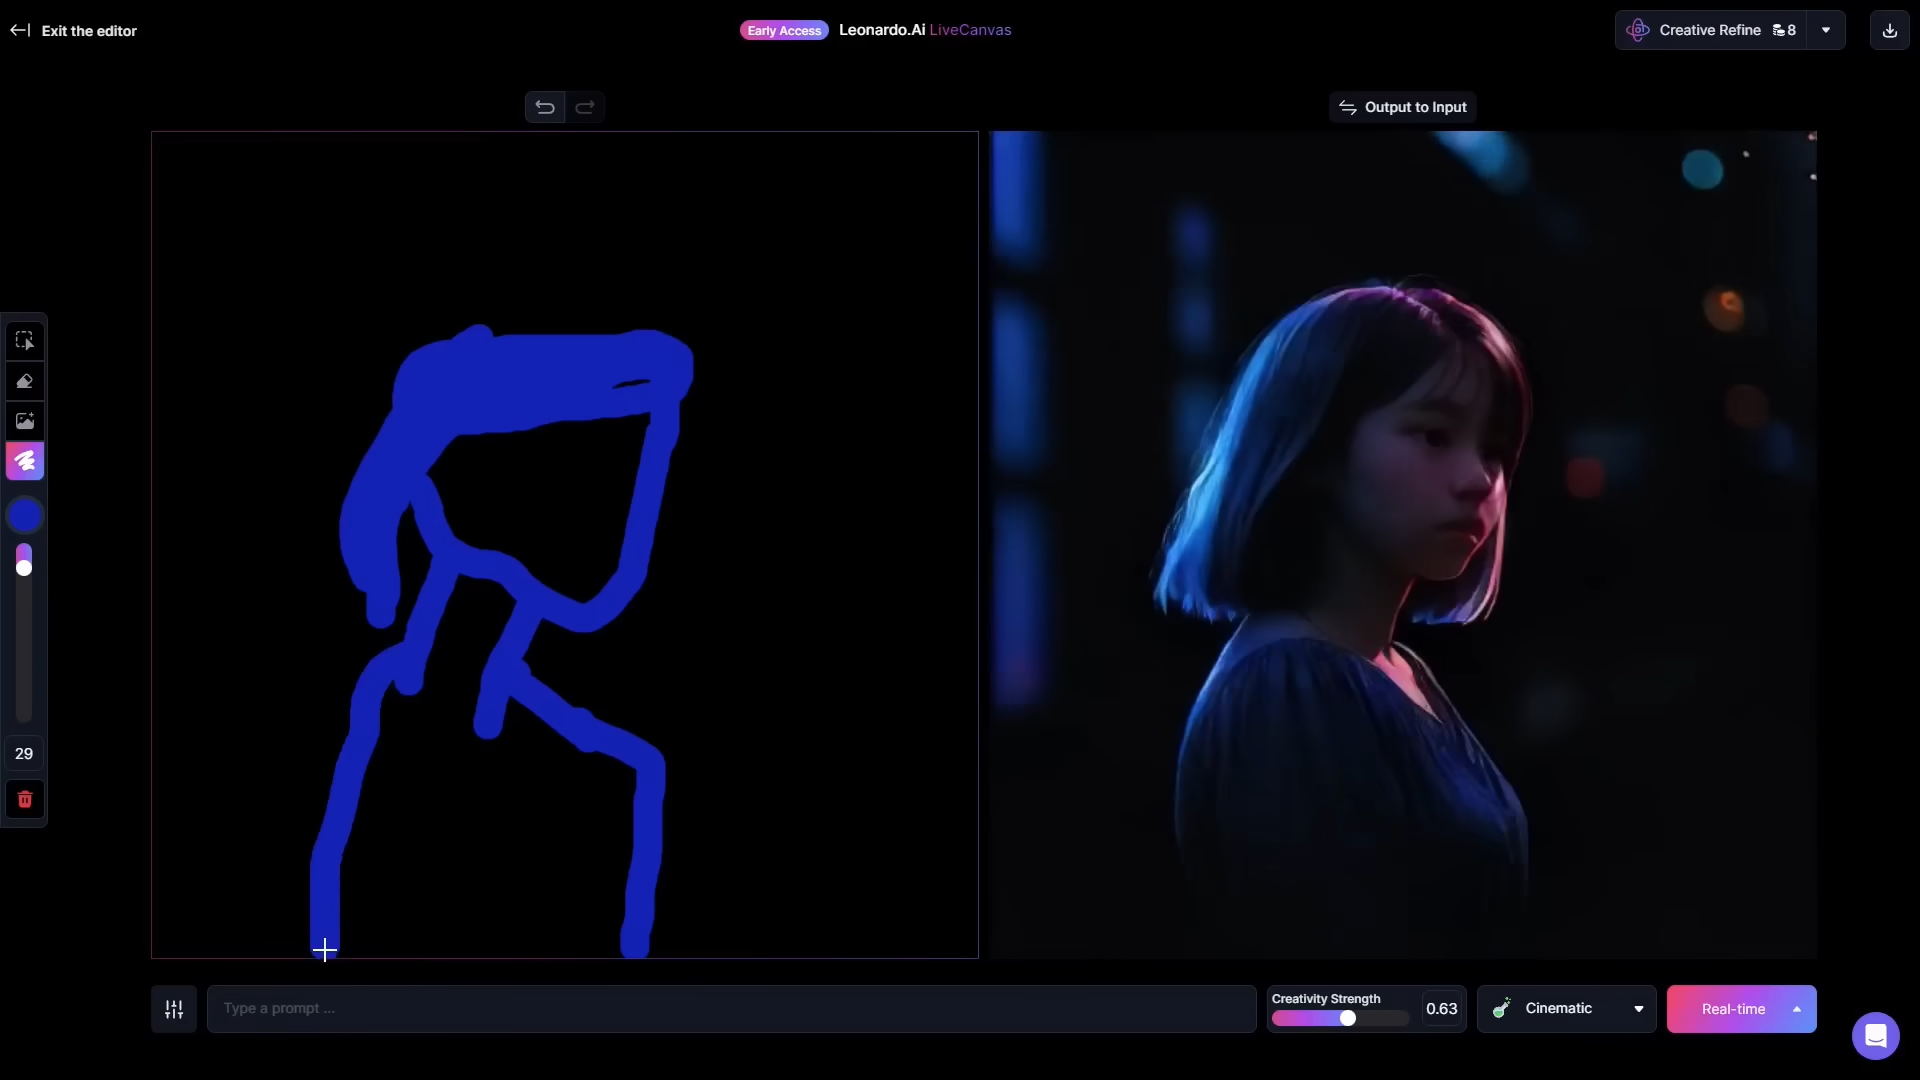 Exit the editor
Early Access Leonardo.Ai LiveCanvas
Creative Refine 8
Output to Input
29
Type a prompt ...
Creativity Strength
0.63
Cinematic
Real-time